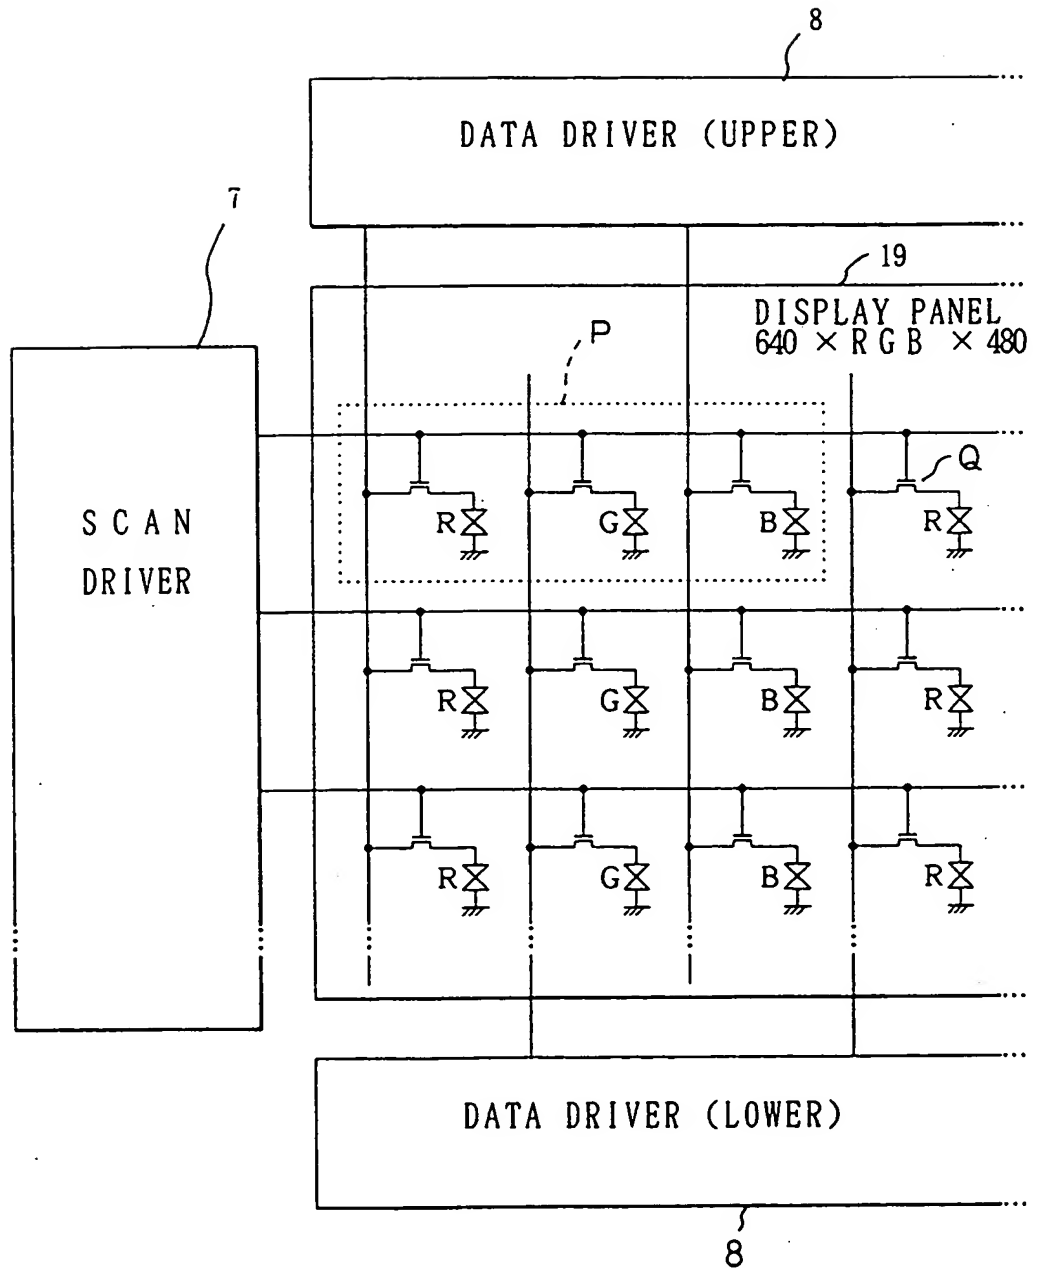 8
DATA DRIVER (UPPER)
7
19
DISPLAY PANEL
640 × RGB × 480
P
Q
SCAN
DRIVER
R G B R
R G B R
R G B R
DATA DRIVER (LOWER)
8